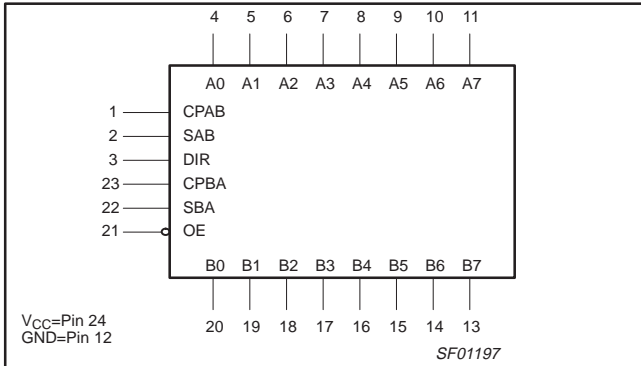 4 5 6 7 8 9 10 11
A0 A1 A2 A3 A4 A5 A6 A7
1 CPAB
2 SAB
3 DIR
23 CPBA
22 SBA
21 OE
B0 B1 B2 B3 B4 B5 B6 B7
20 19 18 17 16 15 14 13
VCC=Pin 24
GND=Pin 12
SF01197